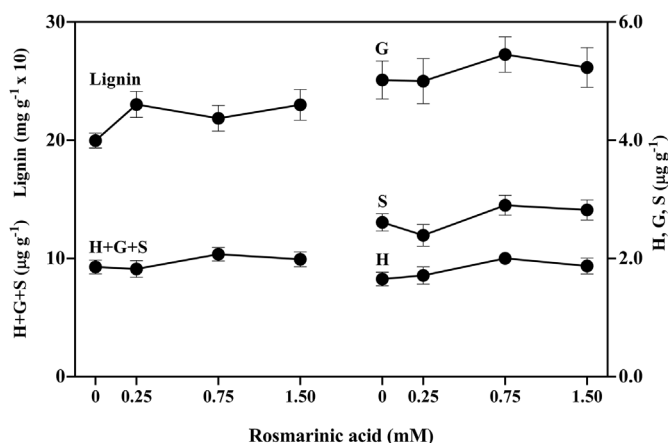 30
20
10
0
Lignin (mg g⁻¹ x 10)
H+G+S (µg g⁻¹)
Lignin
H+G+S
G
S
H
6.0
4.0
2.0
0.0
H, G, S (µg g⁻¹)
0 0.25 0.75 1.50 0 0.25 0.75 1.50
Rosmarinic acid (mM)